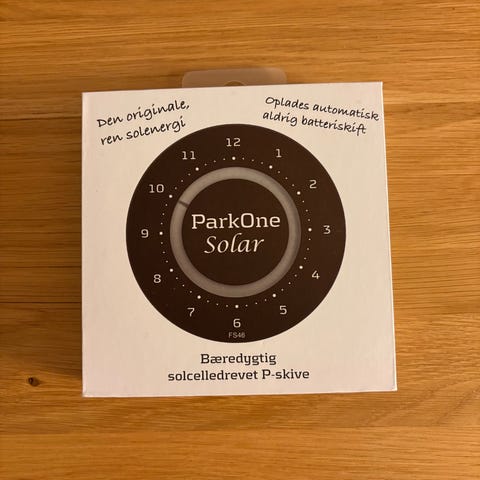 Den originale,
ren solenergi
Oplades automatisk
aldrig batteriskift
12
1
2
3
4
5
6
7
8
9
10
11
ParkOne
Solar
FS46
Bæredygtig
solcelledrevet P-skive